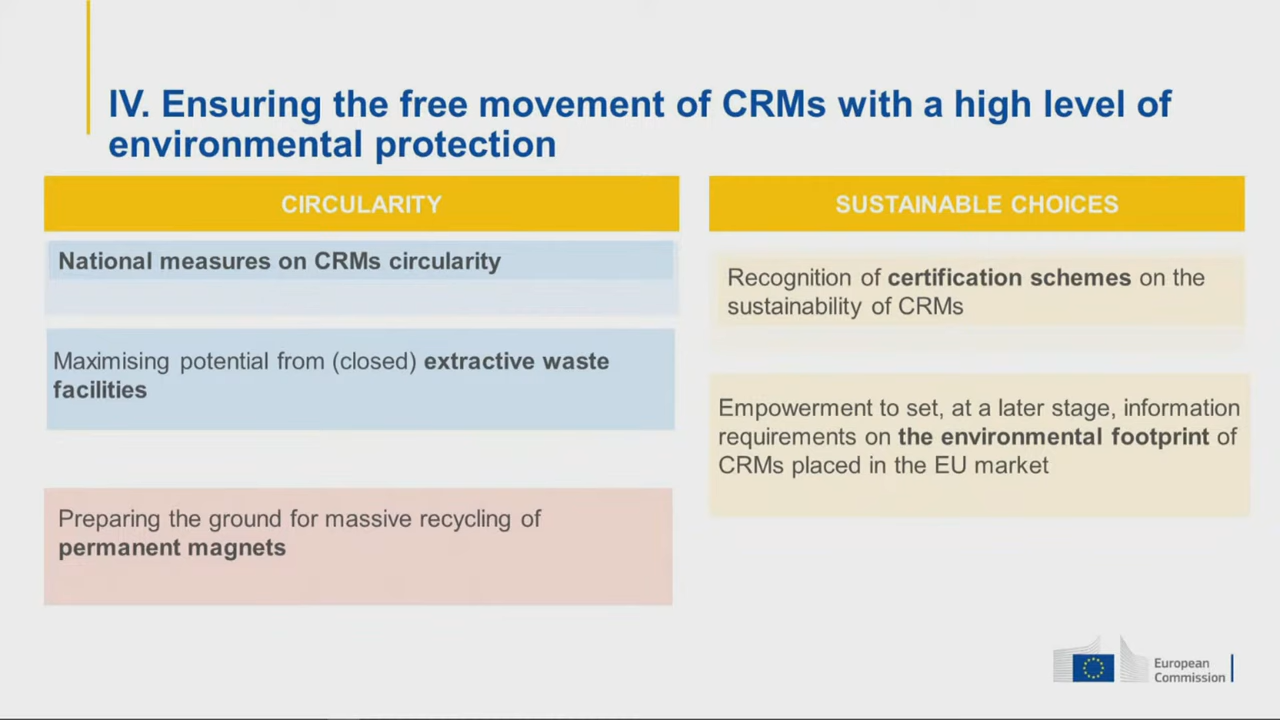 IV. Ensuring the free movement of CRMs with a high level of
environmental protection
CIRCULARITY
National measures on CRMs circularity
Maximising potential from (closed) extractive waste
facilities
Preparing the ground for massive recycling of
permanent magnets
SUSTAINABLE CHOICES
Recognition of certification schemes on the
sustainability of CRMs
Empowerment to set, at a later stage, information
requirements on the environmental footprint of
CRMs placed in the EU market
European
Commission